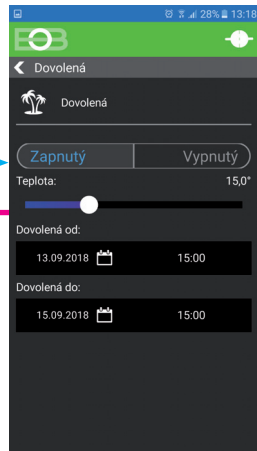 28% 13:18
EOB
Dovolená
Dovolená
Zapnutý Vypnutý
Teplota: 15,0°
Dovolená od:
13.09.2018 15:00
Dovolená do:
15.09.2018 15:00